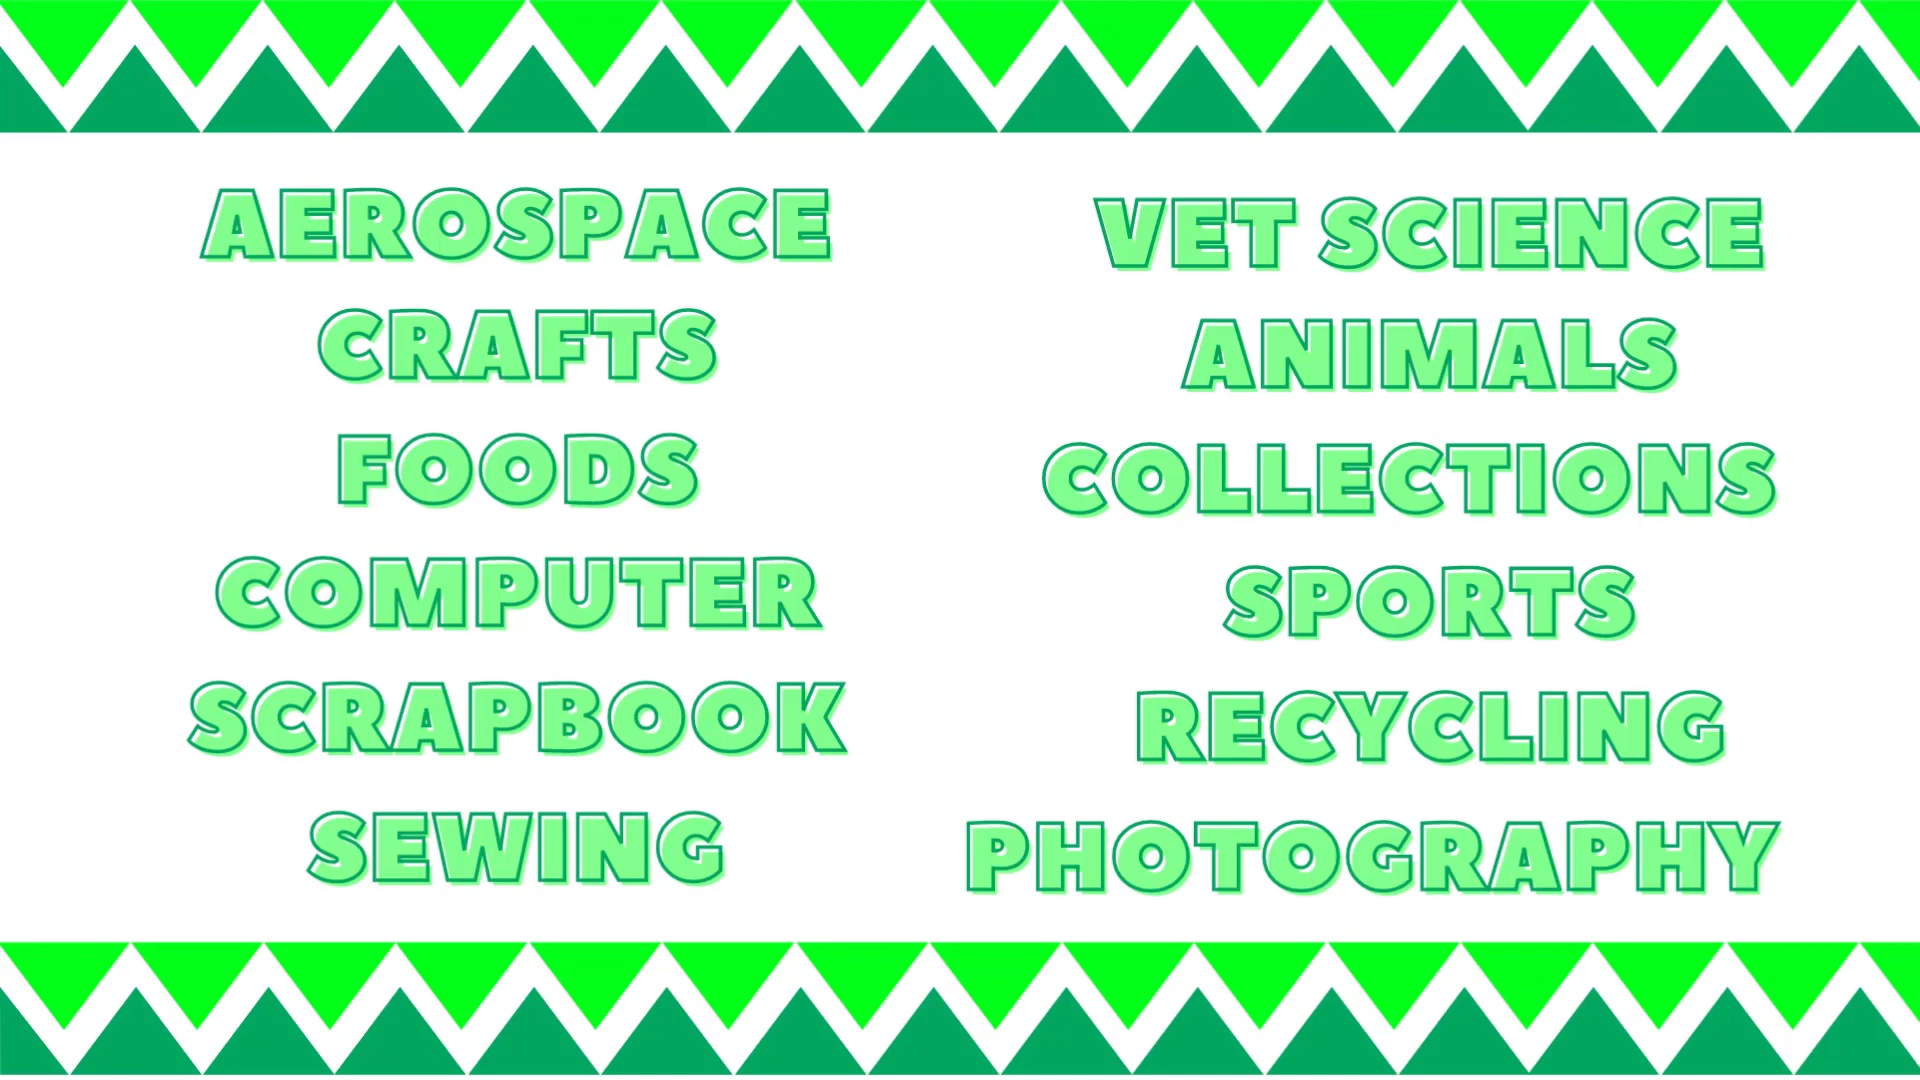 AEROSPACE
CRAFTS
FOODS
COMPUTER
SCRAPBOOK
SEWING
VET SCIENCE
ANIMALS
COLLECTIONS
SPORTS
RECYCLING
PHOTOGRAPHY